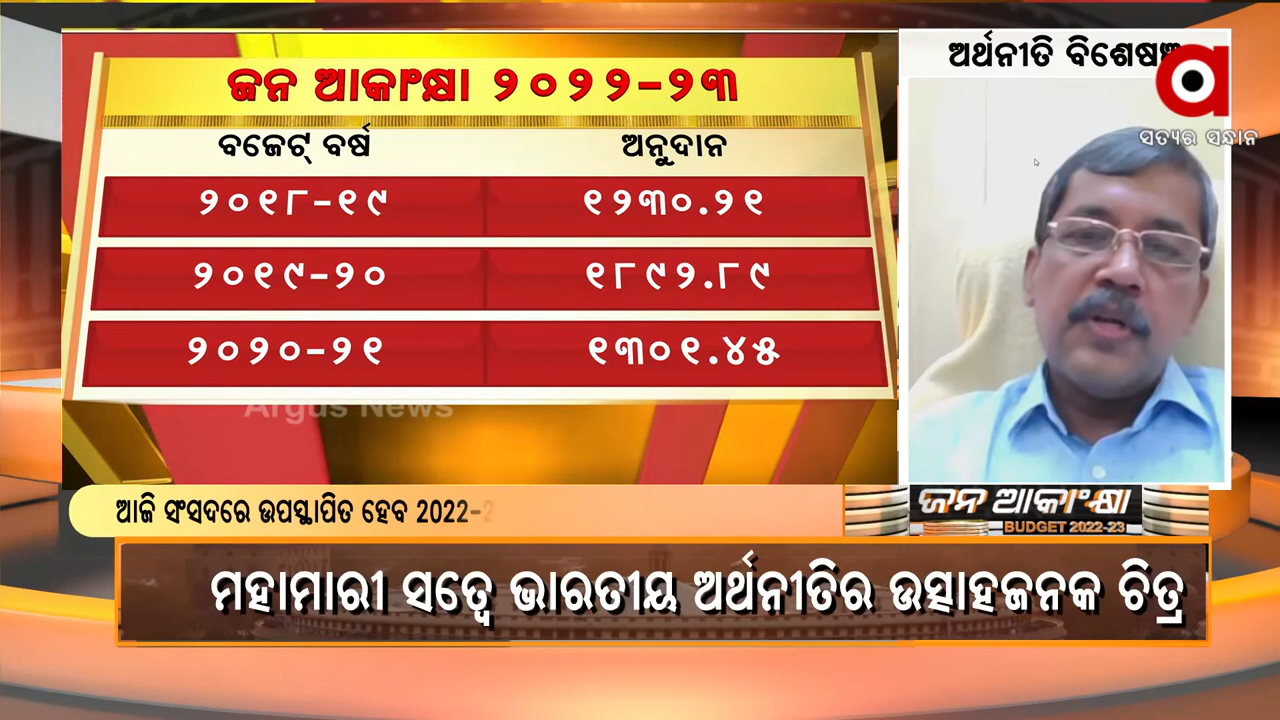 ଜନ ଆକାଂକ୍ଷା ୨୦୨୨-୨୩
ବଜେଟ୍ ବର୍ଷ ଅନୁଦାନ
୨୦୧୮-୧୯ ୧୨୩୦.୨୧
୨୦୧୯-୨୦ ୧୮୯୨.୮୯
୨୦୨୦-୨୧ ୧୩୦୧.୪୫
Argus News
ଅର୍ଥନୀତି ବିଶେଷଜ୍ଞ
ସତ୍ୟର ସନ୍ଧାନ
ଆଜି ସଂସଦରେ ଉପସ୍ଥାପିତ ହେବ 2022-2
ଜନ ଆକାଂକ୍ଷା
BUDGET 2022-23
ମହାମାରୀ ସତ୍ତ୍ୱେ ଭାରତୀୟ ଅର୍ଥନୀତିର ଉତ୍ସାହଜନକ ଚିତ୍ର